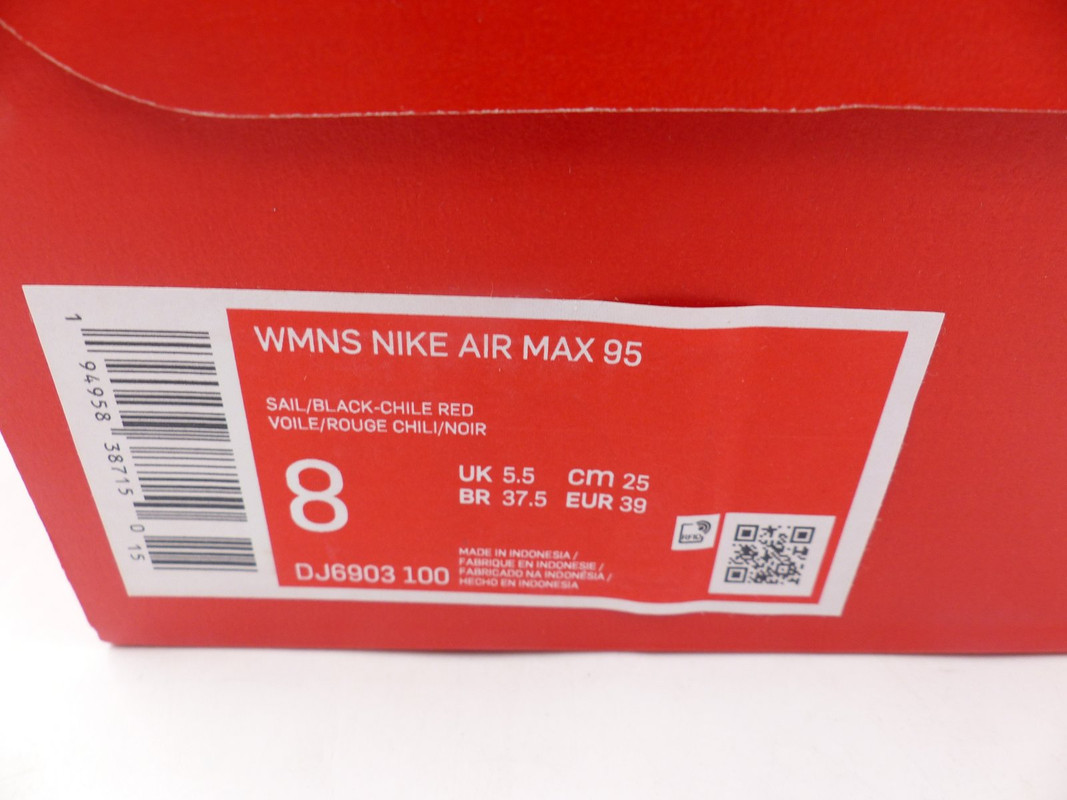 WMNS NIKE AIR MAX 95
SAIL/BLACK-CHILE RED
VOILE/ROUGE CHILI/NOIR
8
UK 5.5 cm 25
BR 37.5 EUR 39
DJ6903 100
MADE IN INDONESIA /
FABRIQUE EN INDONESIE /
FABRICADO NA INDONÉSIA /
HECHO EN INDONESIA
RFID
1 94958 38715 0 15